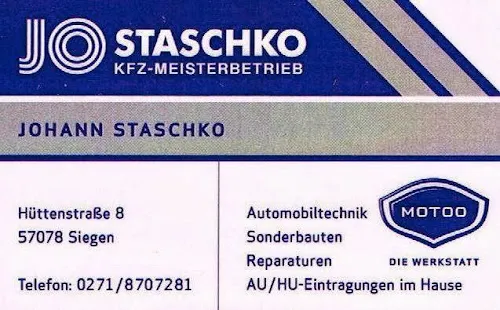 JO STASCHKO
KFZ-MEISTERBETRIEB
JOHANN STASCHKO
Hüttenstraße 8
57078 Siegen
Telefon: 0271/8707281
Automobiltechnik
Sonderbauten
Reparaturen
AU/HU-Eintragungen im Hause
MOTOO
DIE WERKSTATT